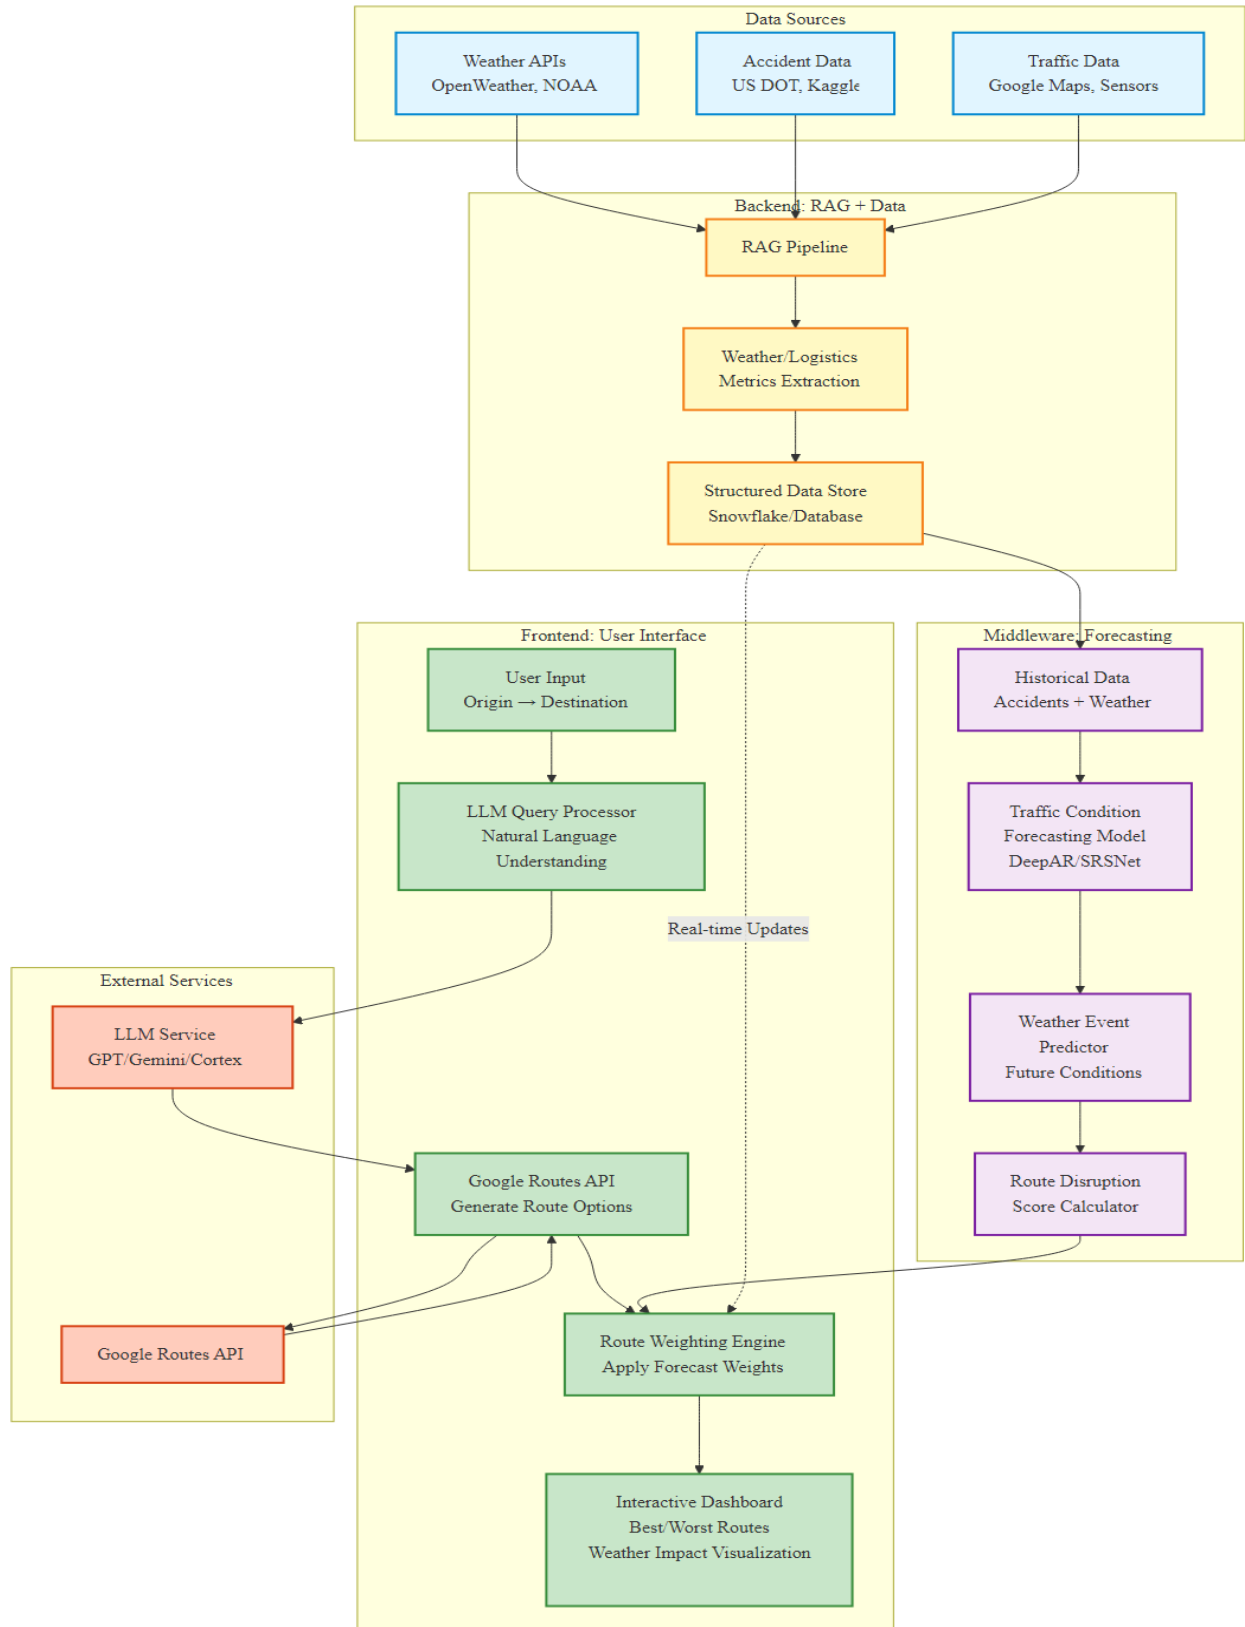 Data Sources
Weather APIs
OpenWeather, NOAA
Accident Data
US DOT, Kaggle
Traffic Data
Google Maps, Sensors
Backend: RAG + Data
RAG Pipeline
Weather/Logistics
Metrics Extraction
Structured Data Store
Snowflake/Database
Frontend: User Interface
User Input
Origin → Destination
LLM Query Processor
Natural Language
Understanding
Real-time Updates
Middleware: Forecasting
Historical Data
Accidents + Weather
Traffic Condition
Forecasting Model
DeepAR/SRSNet
Weather Event
Predictor
Future Conditions
Route Disruption
Score Calculator
External Services
LLM Service
GPT/Gemini/Cortex
Google Routes API
Generate Route Options
Google Routes API
Route Weighting Engine
Apply Forecast Weights
Interactive Dashboard
Best/Worst Routes
Weather Impact Visualization